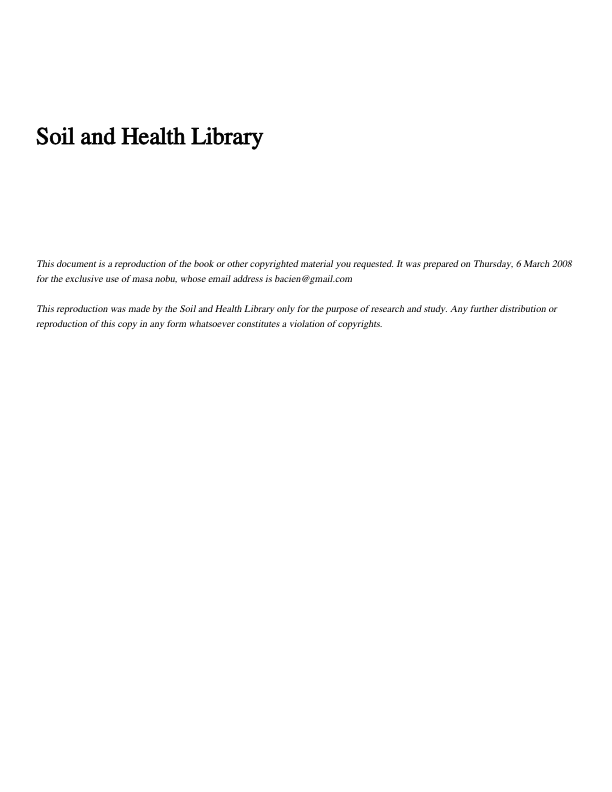 Soil and Health Library
This document is a reproduction of the book or other copyrighted material you requested. It was prepared on Thursday, 6 March 2008
for the exclusive use of masa nobu, whose email address is bacien@gmail.com
This reproduction was made by the Soil and Health Library only for the purpose of research and study. Any further distribution or
reproduction of this copy in any form whatsoever constitutes a violation of copyrights.